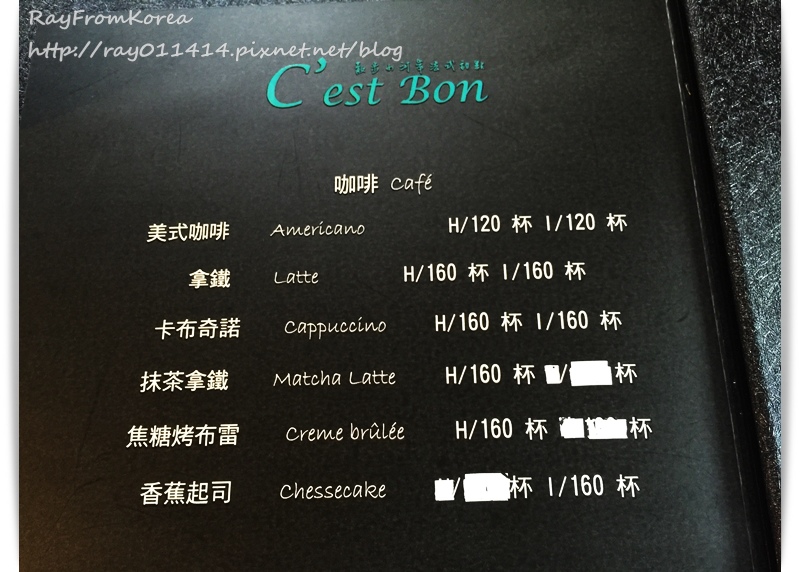 RayFromKorea
http://ray011414.pixnet.net/blog
C'est Bon
咖啡 Café
美式咖啡 Americano H/120 杯 I/120 杯
拿鐵 Latte H/160 杯 I/160 杯
卡布奇諾 Cappuccino H/160 杯 I/160 杯
抹茶拿鐵 Matcha Latte H/160 杯 杯
焦糖烤布雷 Creme brûlée H/160 杯 杯
香蕉起司 Chessecake 杯 I/160 杯